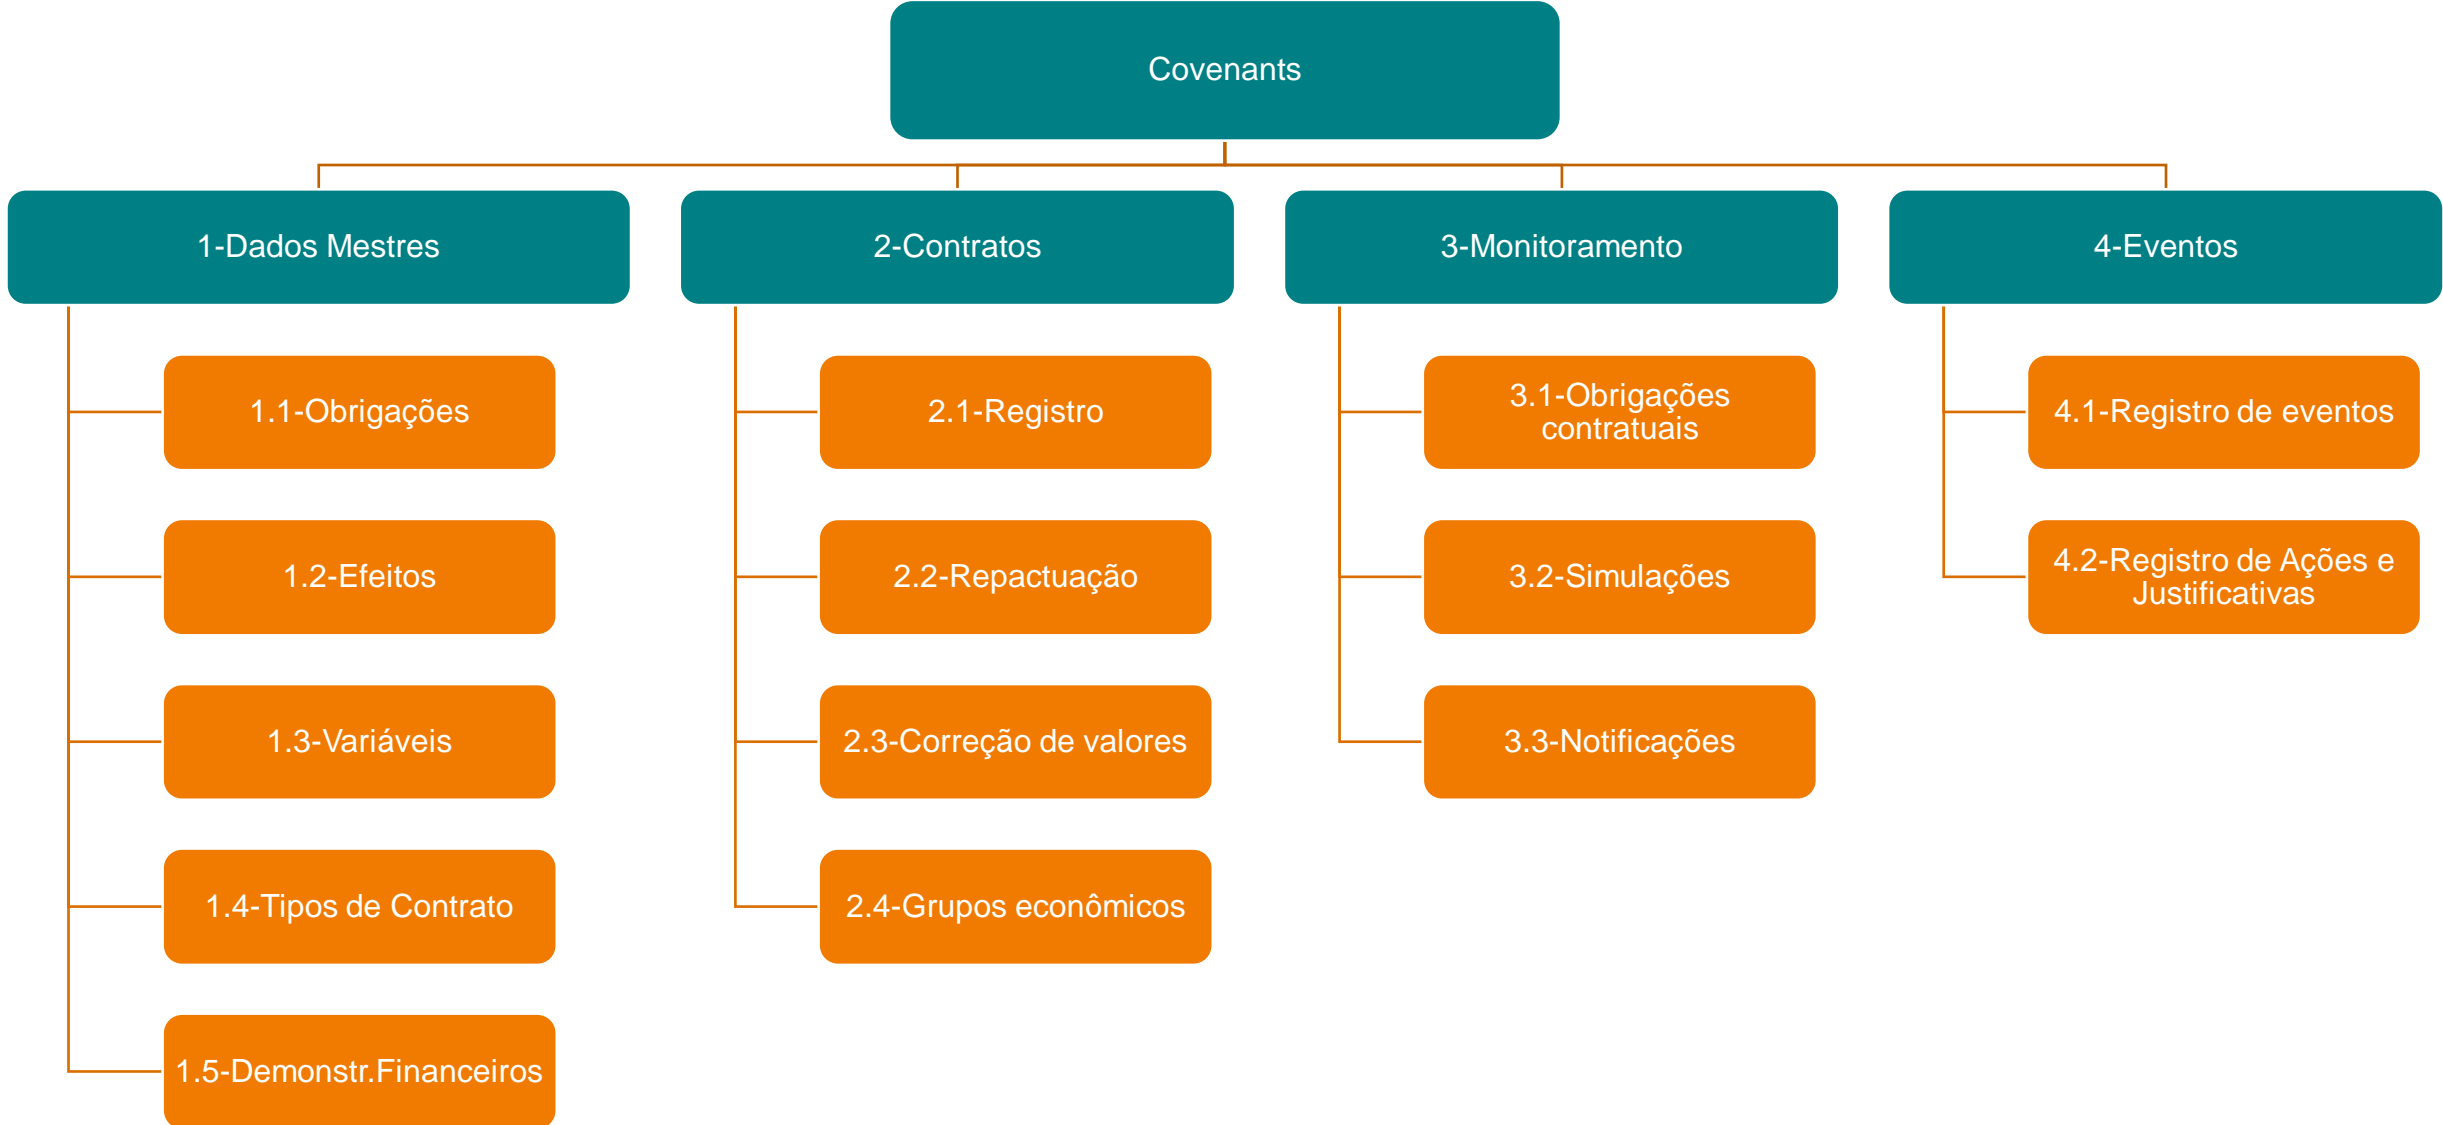 Covenants
1-Dados Mestres
2-Contratos
3-Monitoramento
4-Eventos
1.1-Obrigações
1.2-Efeitos
1.3-Variáveis
1.4-Tipos de Contrato
1.5-Demonstr.Financeiros
2.1-Registro
2.2-Repactuação
2.3-Correção de valores
2.4-Grupos econômicos
3.1-Obrigações
contratuais
3.2-Simulações
3.3-Notificações
4.1-Registro de eventos
4.2-Registro de Ações e
Justificativas